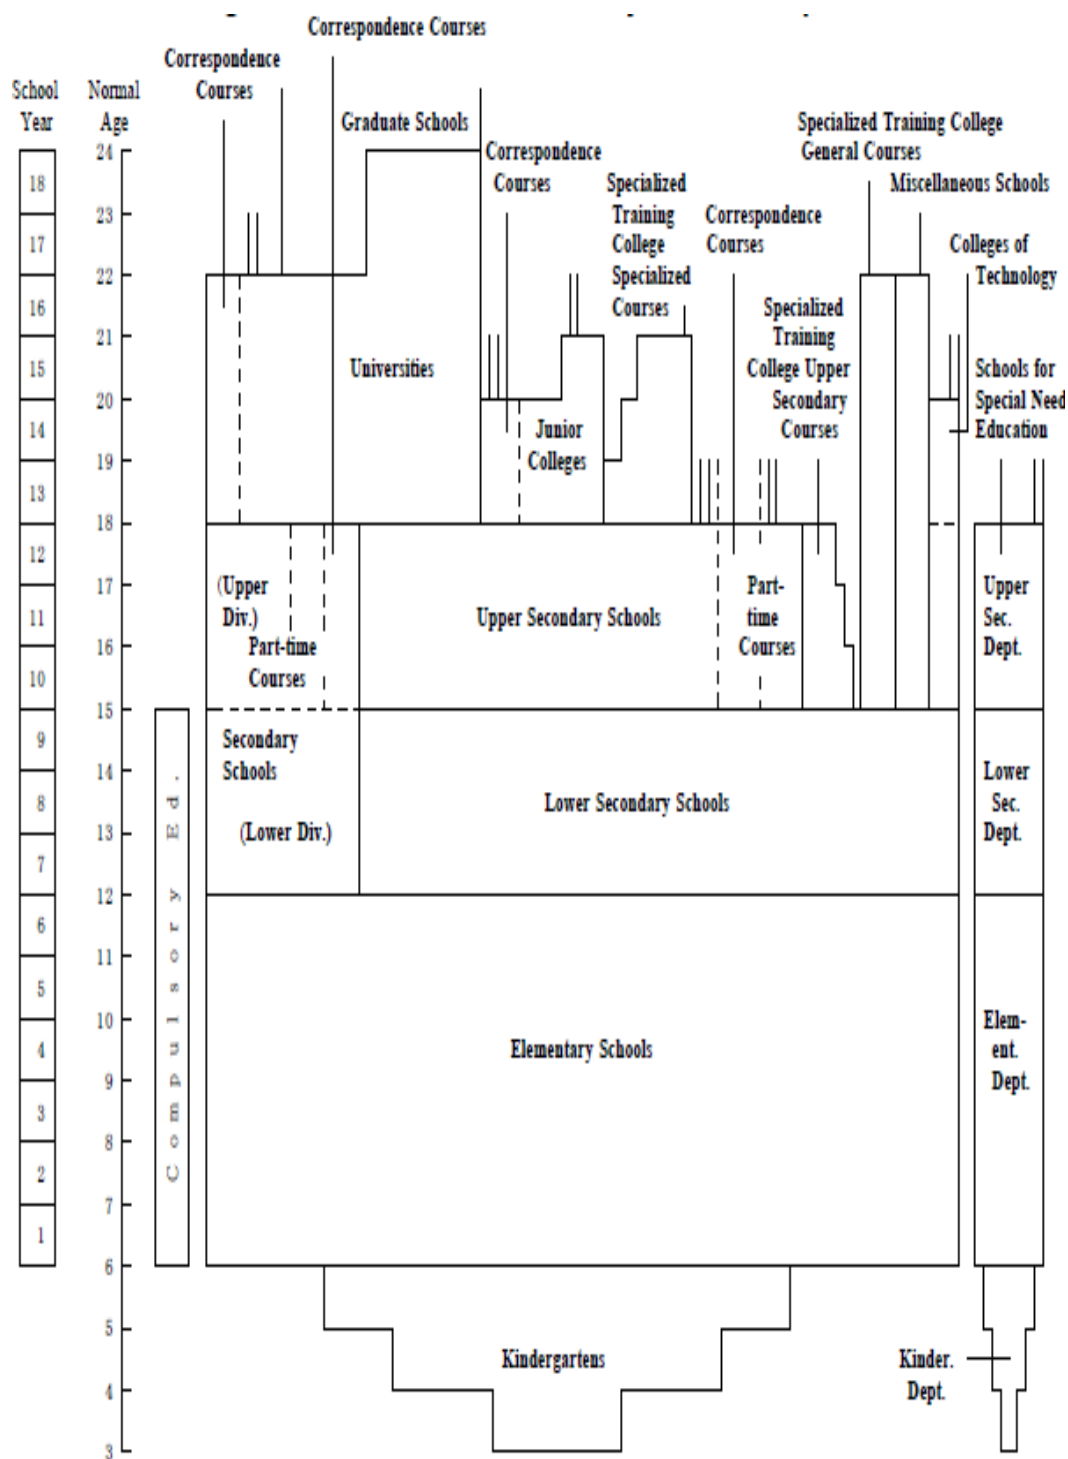 Correspondence Courses
Correspondence
Courses
School
Year
Normal
Age
Graduate Schools
Correspondence
Courses
Specialized
Training
College
Specialized
Courses
Correspondence
Courses
Specialized Training College
General Courses
Miscellaneous Schools
Colleges of
Technology
Specialized
Training
College Upper
Secondary
Courses
Schools for
Special Need
Education
Universities
Junior
Colleges
(Upper
Div.)
Part-time
Courses
Upper Secondary Schools
Part-
time
Courses
Upper
Sec.
Dept.
Secondary
Schools
(Lower Div.)
Lower Secondary Schools
Lower
Sec.
Dept.
Elementary Schools
Elem-
ent.
Dept.
Kindergartens
Kinder.
Dept.
Compulsory Ed.
18
17
16
15
14
13
12
11
10
9
8
7
6
5
4
3
2
1
24
23
22
21
20
19
18
17
16
15
14
13
12
11
10
9
8
7
6
5
4
3